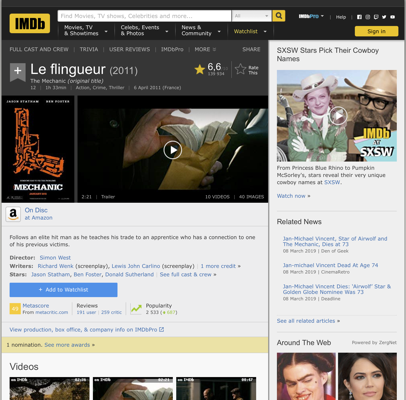 IMDb
Find Movies, TV shows, Celebrities and more...
All
Movies, TV & Showtimes
Celebs, Events & Photos
News & Community
Watchlist
IMDbPro
Help
Sign in
FULL CAST AND CREW | TRIVIA | USER REVIEWS | IMDbPro | MORE
SHARE
Le flingueur (2011)
The Mechanic (original title)
12 | 1h 33min | Action, Crime, Thriller | 6 April 2011 (France)
6,6
Rate This
JASON STATHAM BEN FOSTER
MECHANIC
2:21 | Trailer
10 VIDEOS | 40 IMAGES
On Disc
at Amazon
Follows an elite hit man as he teaches his trade to an apprentice who has a connection to one of his previous victims.
Director: Simon West
Writers: Richard Wenk (screenplay), Lewis John Carlino (screenplay) | 1 more credit »
Stars: Jason Statham, Ben Foster, Donald Sutherland | See full cast & crew »
+ Add to Watchlist
Metascore
From metacritic.com
Reviews
191 user | 259 critic
Popularity
2 533
View production, box office, & company info on IMDbPro
1 nomination. See more awards »
Videos
SXSW Stars Pick Their Cowboy Names
IMDb AT SXSW
From Princess Blue Rhino to Pumpkin McSorley's, stars reveal their very unique cowboy names at SXSW.
Watch now »
Related News
Jan-Michael Vincent, Star of Airwolf and The Mechanic, Dies at 73
08 March 2019 | Den of Geek
Jan-Michael Vincent Dead At Age 74
08 March 2019 | CinemaRetro
Jan-Michael Vincent Dies: 'Airwolf' Star & Golden Globe Nominee Was 73
08 March 2019 | Deadline
See all related articles »
Around The Web
Powered by ZergNet